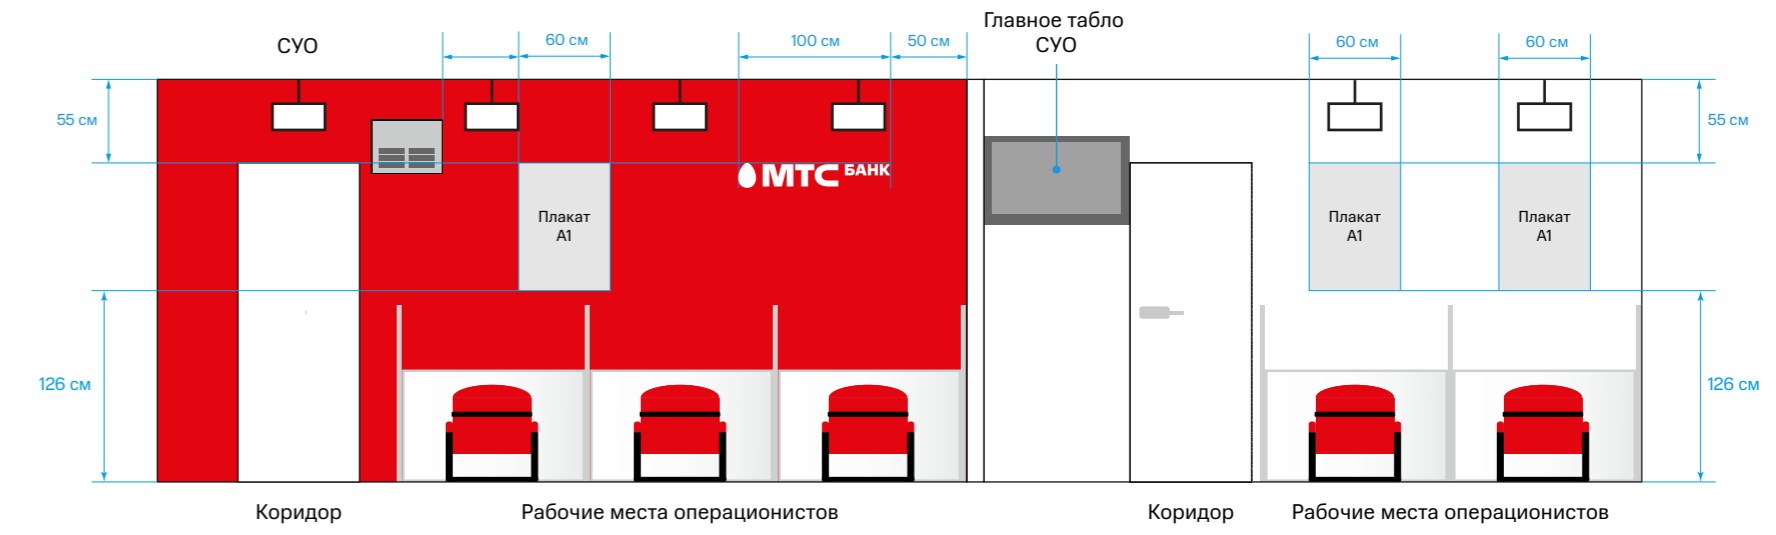 Главное табло
СУО
СУО
60 см
100 см
50 см
60 см
60 см
55 см
55 см
МТС БАНК
Плакат
А1
Плакат
А1
Плакат
А1
126 см
126 см
Коридор
Рабочие места операционистов
Коридор
Рабочие места операционистов